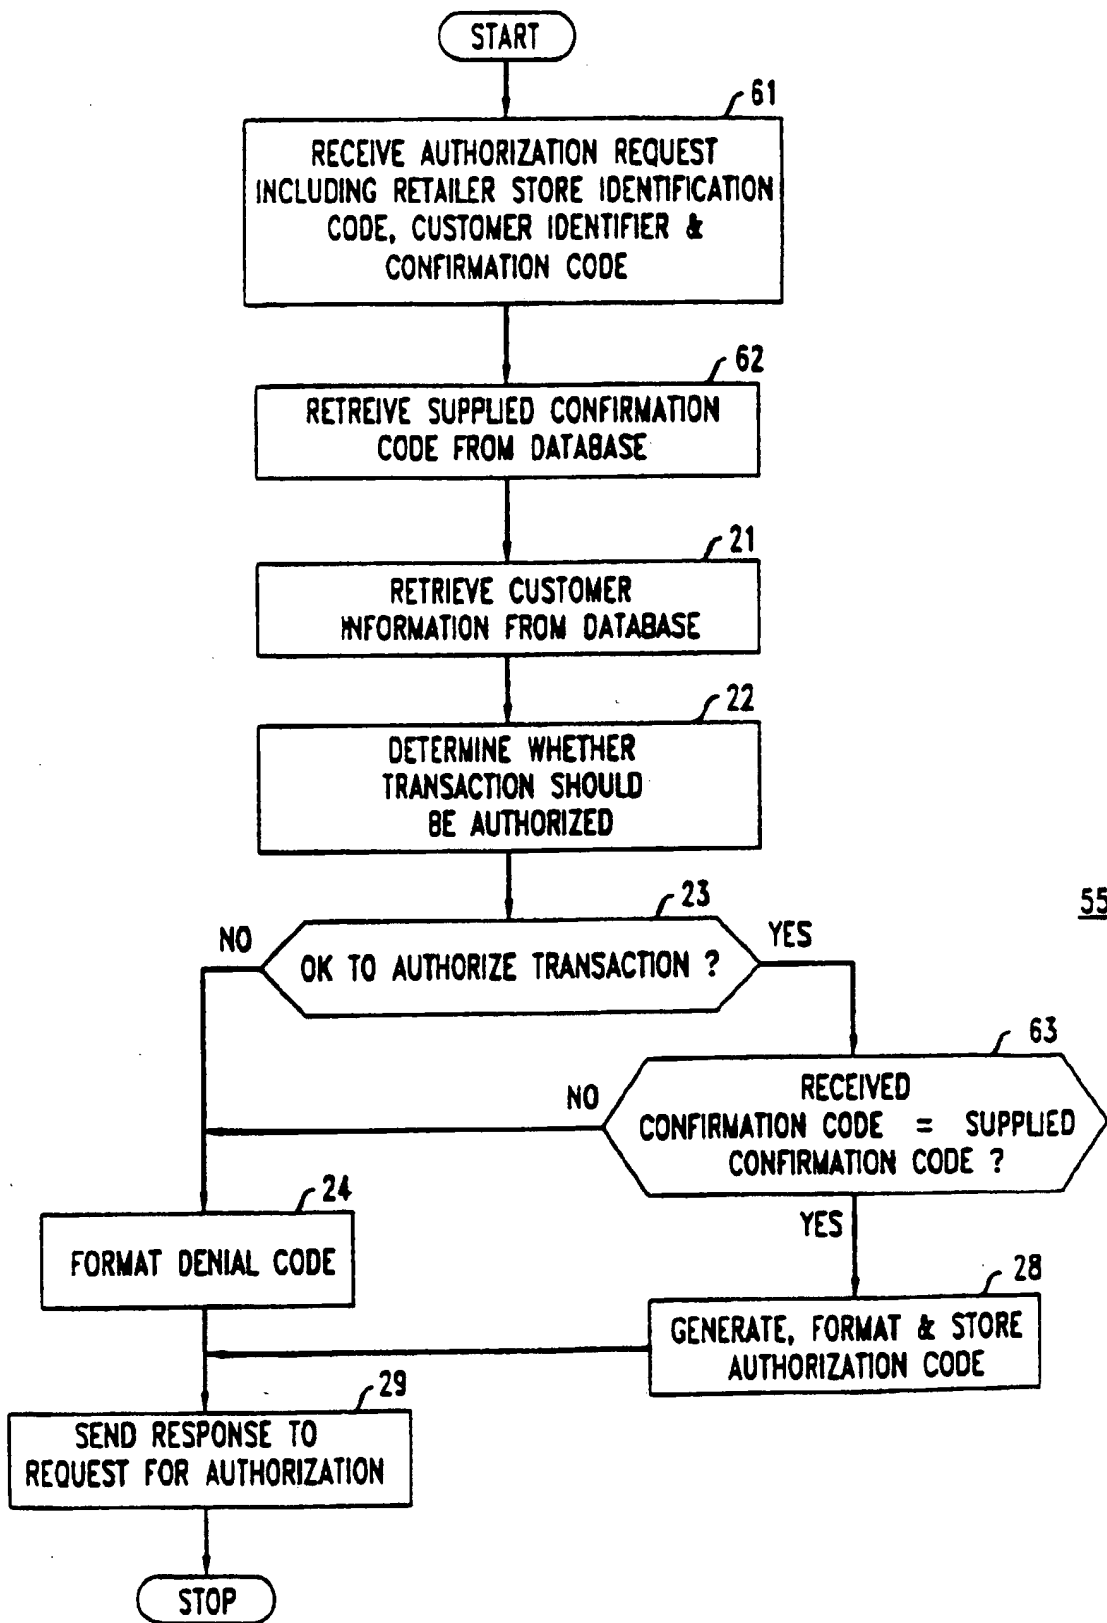 START
61
RECEIVE AUTHORIZATION REQUEST
INCLUDING RETAILER STORE IDENTIFICATION
CODE, CUSTOMER IDENTIFIER &
CONFIRMATION CODE
62
RETREIVE SUPPLIED CONFIRMATION
CODE FROM DATABASE
21
RETRIEVE CUSTOMER
INFORMATION FROM DATABASE
22
DETERMINE WHETHER
TRANSACTION SHOULD
BE AUTHORIZED
23
55
NO
OK TO AUTHORIZE TRANSACTION ?
YES
63
NO
RECEIVED
CONFIRMATION CODE = SUPPLIED
CONFIRMATION CODE ?
YES
24
FORMAT DENIAL CODE
28
GENERATE, FORMAT & STORE
AUTHORIZATION CODE
29
SEND RESPONSE TO
REQUEST FOR AUTHORIZATION
STOP